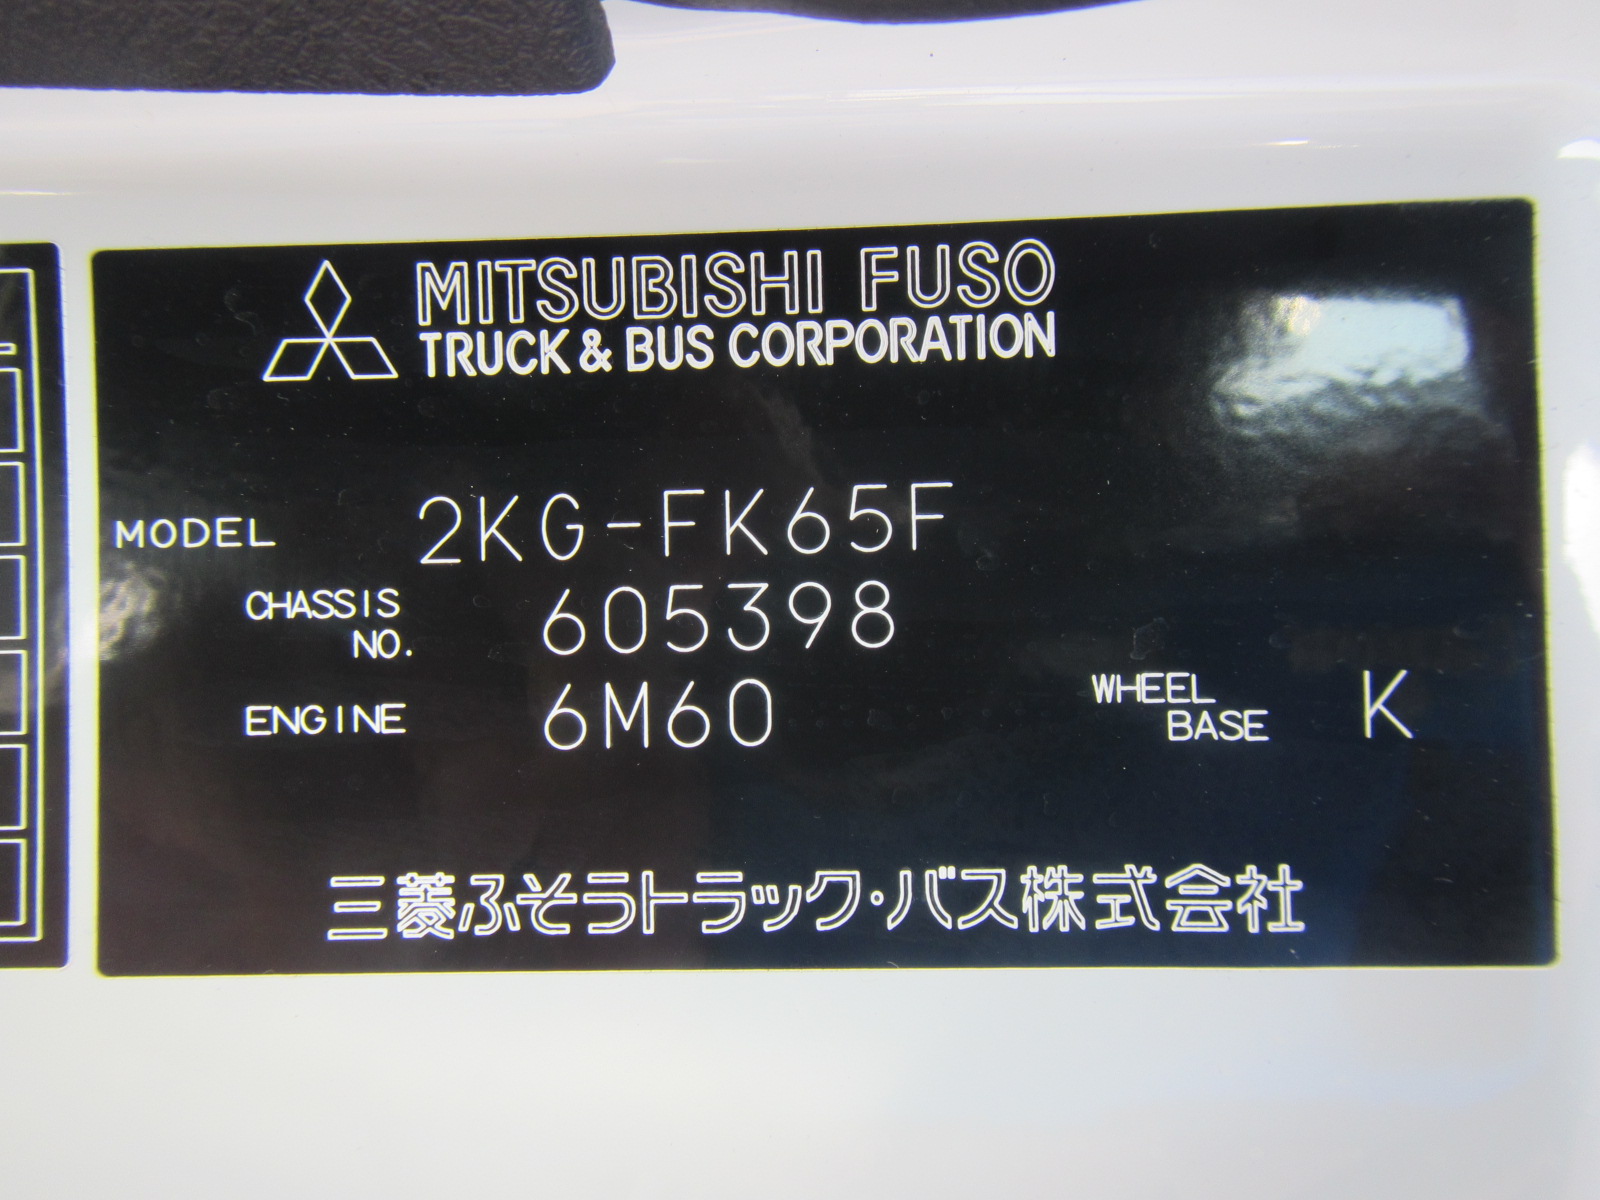 MITSUBISHI FUSO
TRUCK & BUS CORPORATION
MODEL 2KG-FK65F
CHASSIS NO. 605398
ENGINE 6M60 WHEEL BASE K
三菱ふそうトラック・バス株式会社